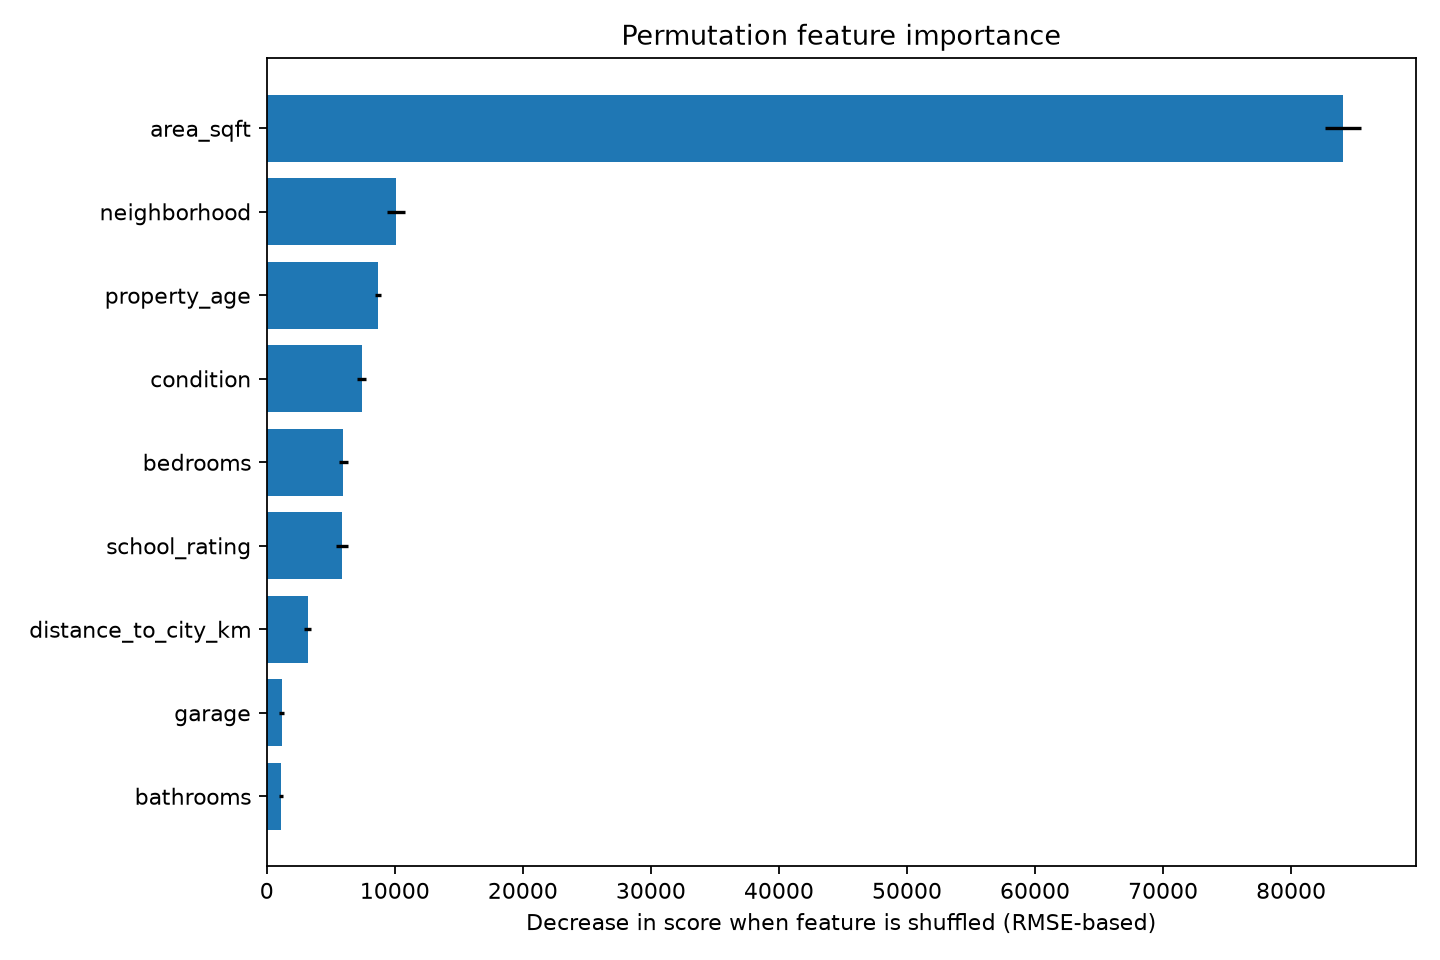 Permutation feature importance
area_sqft
neighborhood
property_age
condition
bedrooms
school_rating
distance_to_city_km
garage
bathrooms
0 10000 20000 30000 40000 50000 60000 70000 80000
Decrease in score when feature is shuffled (RMSE-based)